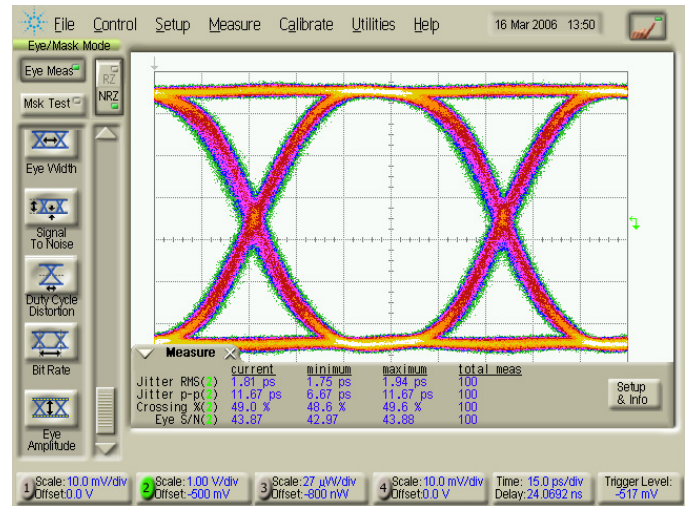 File Control Setup Measure Calibrate Utilities Help 16 Mar 2006 13:50
Eye/Mask Mode
Eye Meas
RZ
NRZ
Msk Test
Eye Width
Signal
To Noise
Duty Cycle
Distortion
Bit Rate
Eye
Amplitude
Measure
current minimum maximum total meas
Jitter RMS(2) 1.81 ps 1.75 ps 1.94 ps 100
Jitter p-p(2) 11.67 ps 6.67 ps 11.67 ps 100
Crossing %(2) 49.0 % 48.6 % 49.6 % 100
Eye S/N(2) 43.87 42.97 43.88 100
Setup
& Info
1 Scale:10.0 mV/div
Offset:0.0 V
2 Scale:1.00 V/div
Offset:-500 mV
3 Scale:27 µW/div
Offset:-800 nW
4 Scale:10.0 mV/div
Offset:0.0 V
Time: 15.0 ps/div
Delay:24.0692 ns
Trigger Level:
-517 mV